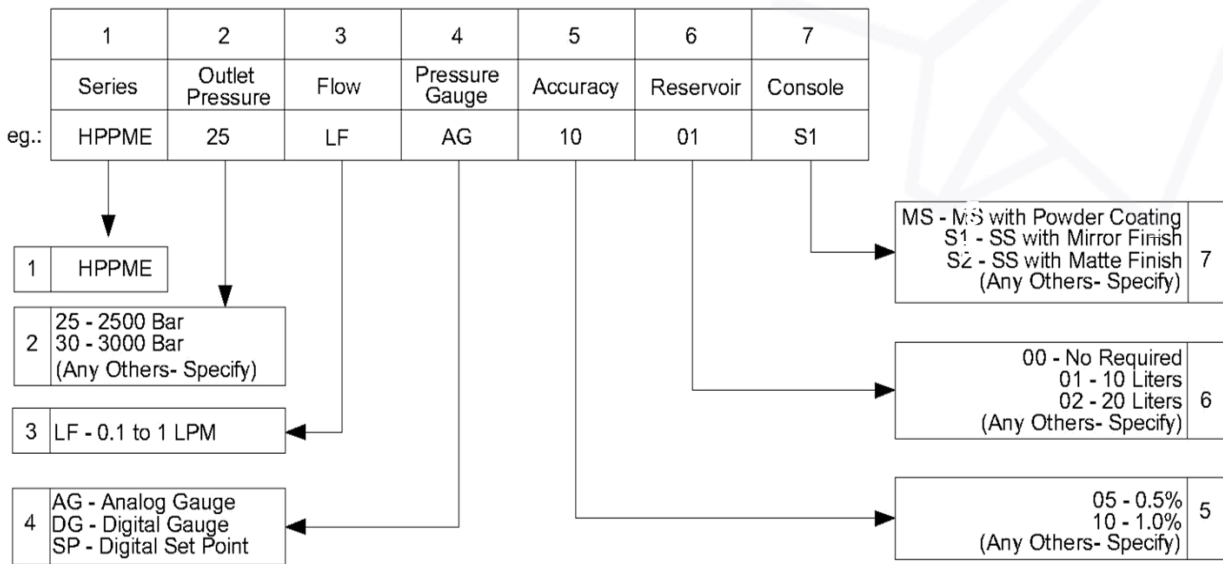 1 2 3 4 5 6 7
Series Outlet Pressure Flow Pressure Gauge Accuracy Reservoir Console
eg.: HPPME 25 LF AG 10 01 S1
1 HPPME
2
25 - 2500 Bar
30 - 3000 Bar
(Any Others- Specify)
3 LF - 0.1 to 1 LPM
4
AG - Analog Gauge
DG - Digital Gauge
SP - Digital Set Point
MS - MS with Powder Coating
S1 - SS with Mirror Finish
S2 - SS with Matte Finish
(Any Others- Specify)
7
00 - No Required
01 - 10 Liters
02 - 20 Liters
(Any Others- Specify)
6
05 - 0.5%
10 - 1.0%
(Any Others- Specify)
5